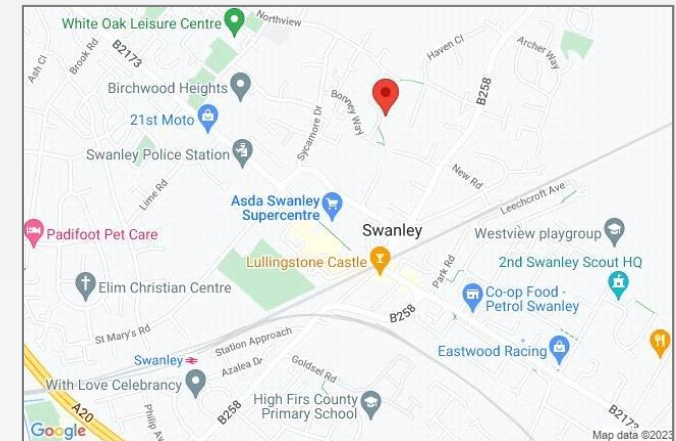 White Oak Leisure Centre
Northview
Haven Cl
Archer Way
B2173
Brook Rd
Ash Cl
Birchwood Heights
B258
Sycamore Dr
21st Moto
Swanley Police Station
New Rd
Lime Rd
Leechcroft Ave
Asda Swanley
Supercentre
Swanley
Padifoot Pet Care
Westview playgroup
Lullingstone Castle
Park Rd
2nd Swanley Scout HQ
Elim Christian Centre
Co-op Food -
Petrol Swanley
B258
St Mary's Rd
Station Approach
Eastwood Racing
Swanley
Azalea Dr
Goldsel Rd
With Love Celebrancy
High Firs County
Primary School
A20
B258
B2173
Google
Map data ©2023